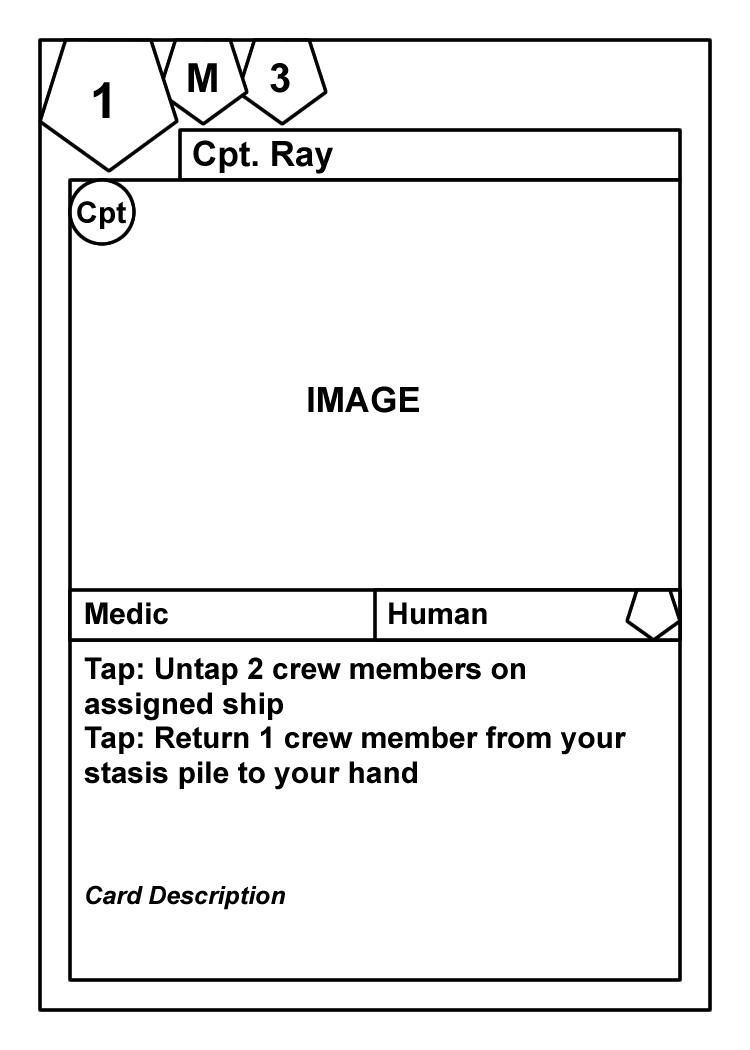 1
M
3
Cpt. Ray
Cpt
IMAGE
Medic
Human
Tap: Untap 2 crew members on
assigned ship
Tap: Return 1 crew member from your
stasis pile to your hand
Card Description